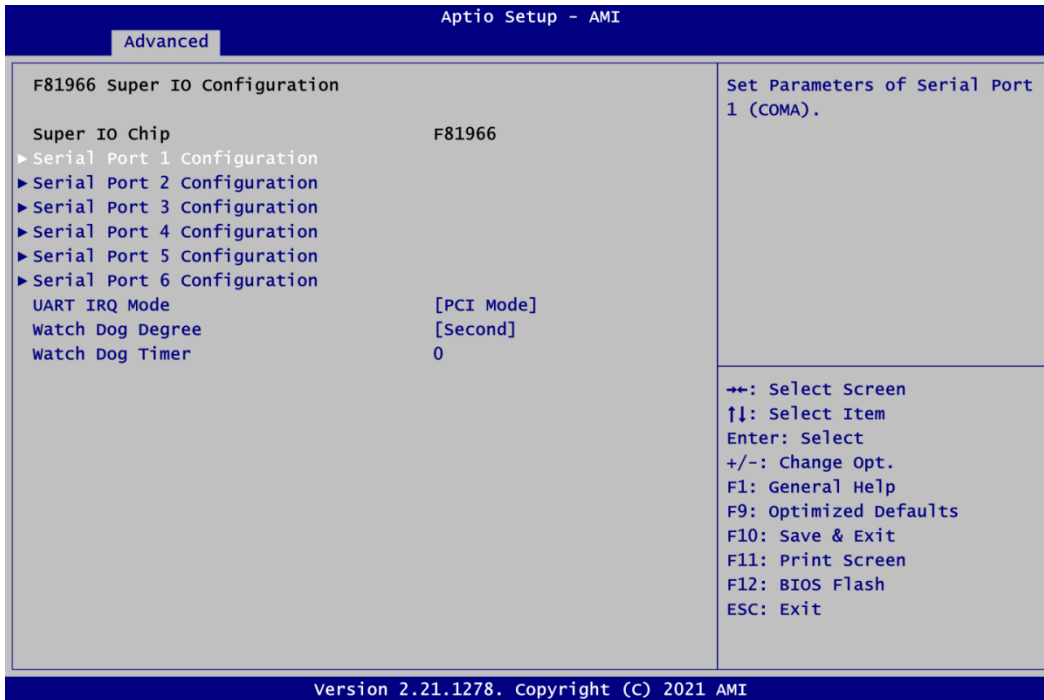 Aptio Setup - AMI
Advanced
F81966 Super IO Configuration
Super IO Chip F81966
▶ Serial Port 1 Configuration
▶ Serial Port 2 Configuration
▶ Serial Port 3 Configuration
▶ Serial Port 4 Configuration
▶ Serial Port 5 Configuration
▶ Serial Port 6 Configuration
UART IRQ Mode [PCI Mode]
Watch Dog Degree [Second]
Watch Dog Timer 0
Set Parameters of Serial Port
1 (COMA).
→←: Select Screen
↑↓: Select Item
Enter: Select
+/-: Change Opt.
F1: General Help
F9: Optimized Defaults
F10: Save & Exit
F11: Print Screen
F12: BIOS Flash
ESC: Exit
Version 2.21.1278. Copyright (C) 2021 AMI